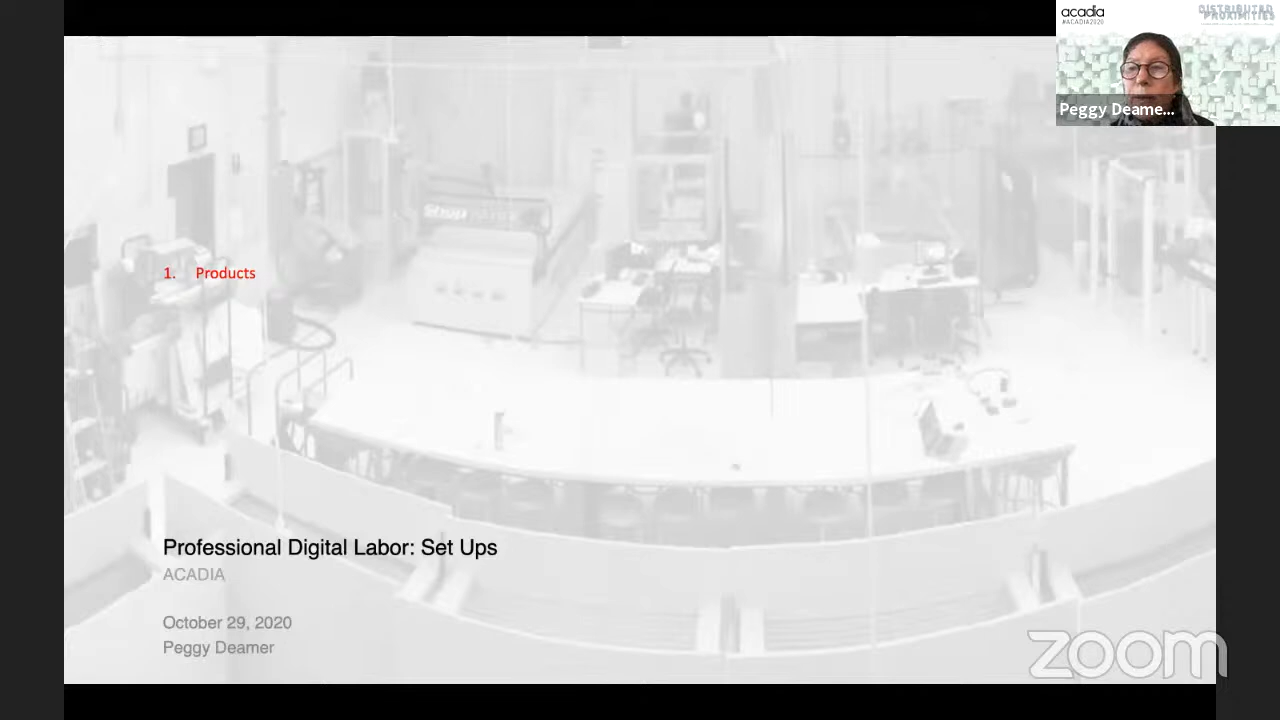 acadia
#ACADIA2020
DISTRIBUTED
PROXIMITIES
Peggy Deame...
1. Products
Professional Digital Labor: Set Ups
ACADIA
October 29, 2020
Peggy Deamer
zoom